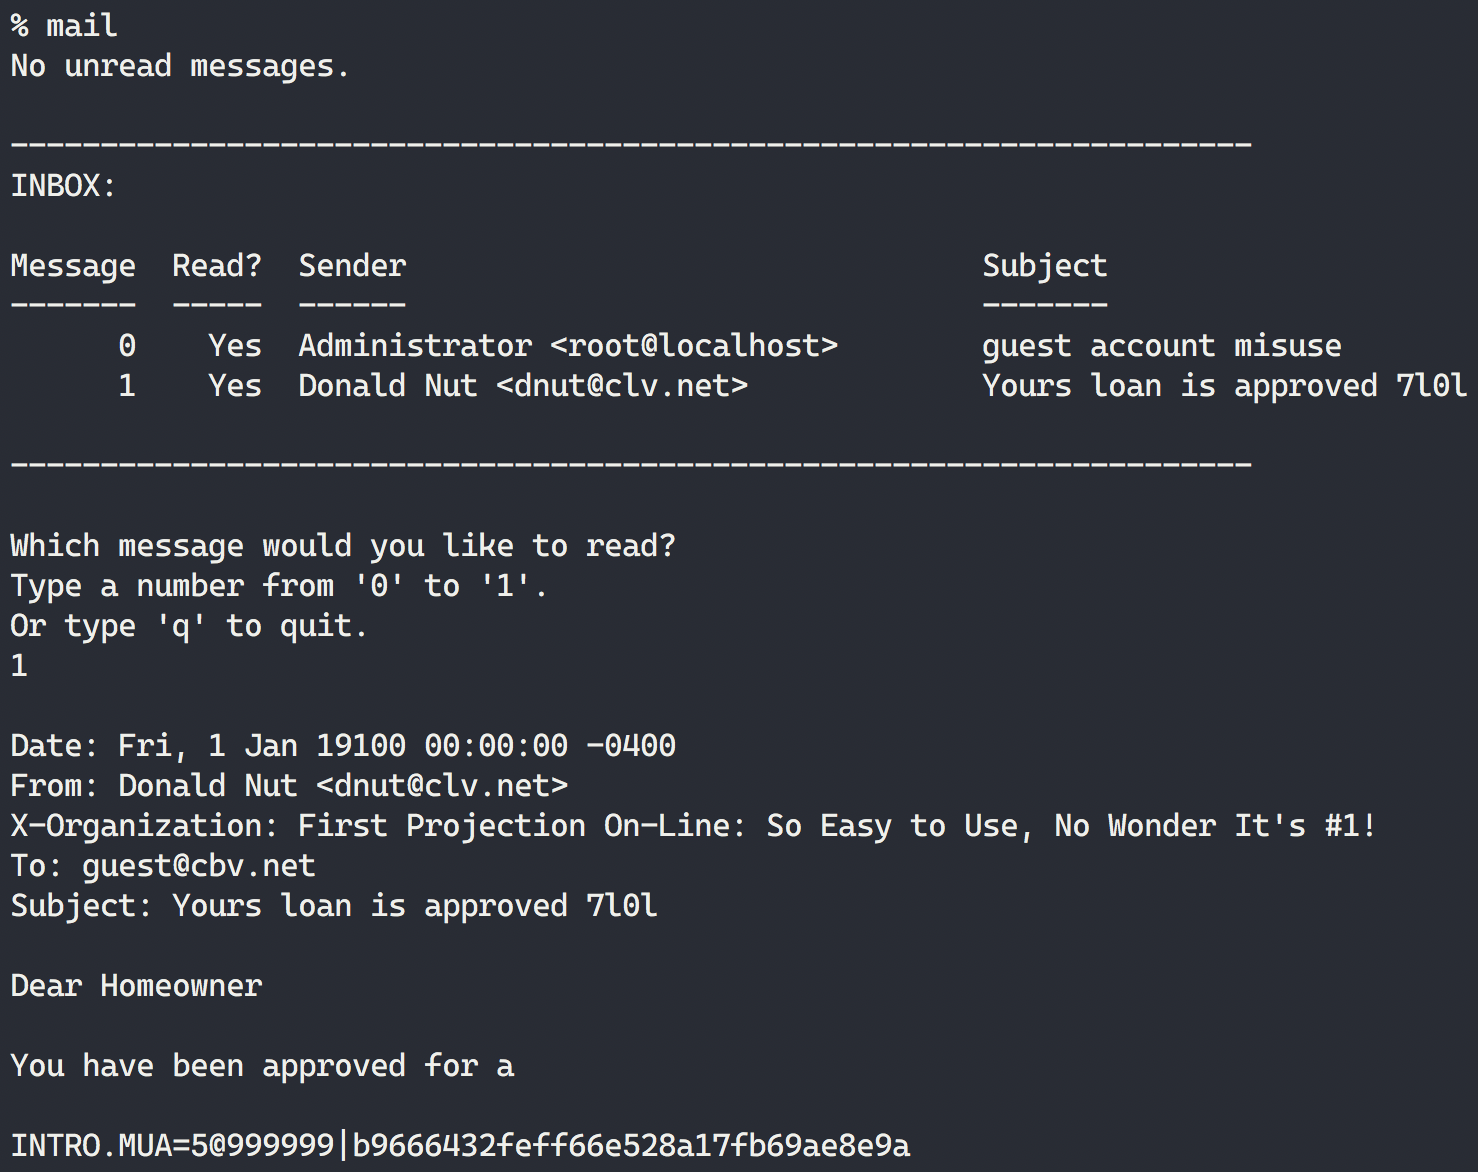 % mail
No unread messages.
---------------------------------------------------------------------
INBOX:
Message  Read?  Sender                                Subject
-------  -----  ------                                -------
      0    Yes  Administrator <root@localhost>        guest account misuse
      1    Yes  Donald Nut <dnut@clv.net>             Yours loan is approved 7l0l
---------------------------------------------------------------------
Which message would you like to read?
Type a number from '0' to '1'.
Or type 'q' to quit.
1
Date: Fri, 1 Jan 19100 00:00:00 -0400
From: Donald Nut <dnut@clv.net>
X-Organization: First Projection On-Line: So Easy to Use, No Wonder It's #1!
To: guest@cbv.net
Subject: Yours loan is approved 7l0l
Dear Homeowner
You have been approved for a
INTRO.MUA=5@999999|b9666432feff66e528a17fb69ae8e9a